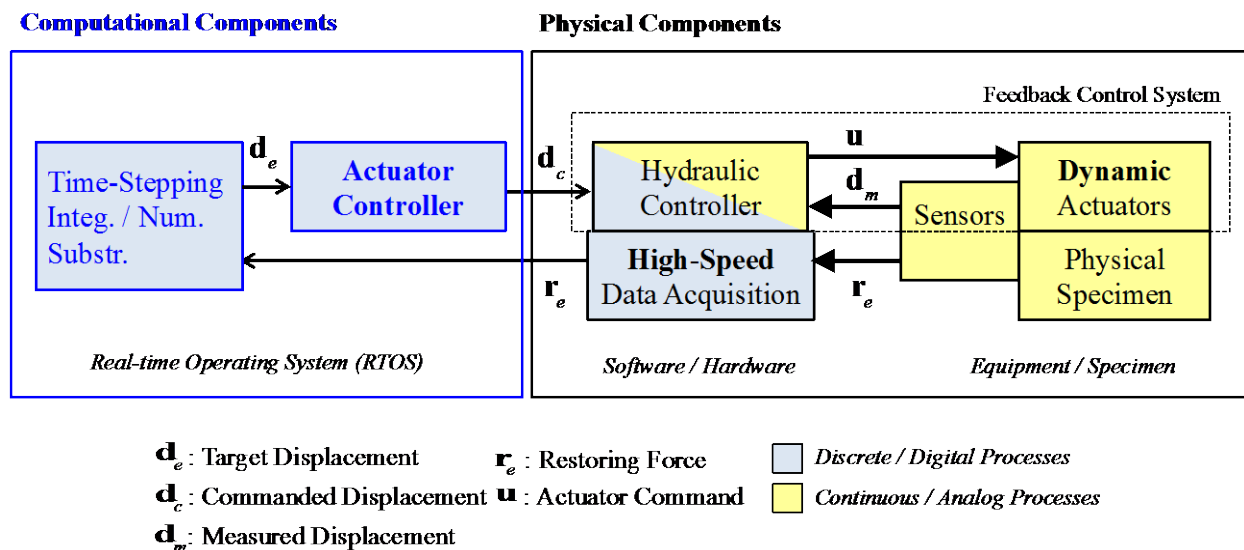 Computational Components
Physical Components
Feedback Control System
d_e
Time-Stepping
Integ. / Num.
Substr.
Actuator
Controller
d_c
Hydraulic
Controller
u
d_m
Sensors
Dynamic
Actuators
r_e
High-Speed
Data Acquisition
r_e
Physical
Specimen
Real-time Operating System (RTOS)
Software / Hardware
Equipment / Specimen
d_e : Target Displacement
d_c : Commanded Displacement
d_m : Measured Displacement
r_e : Restoring Force
u : Actuator Command
Discrete / Digital Processes
Continuous / Analog Processes